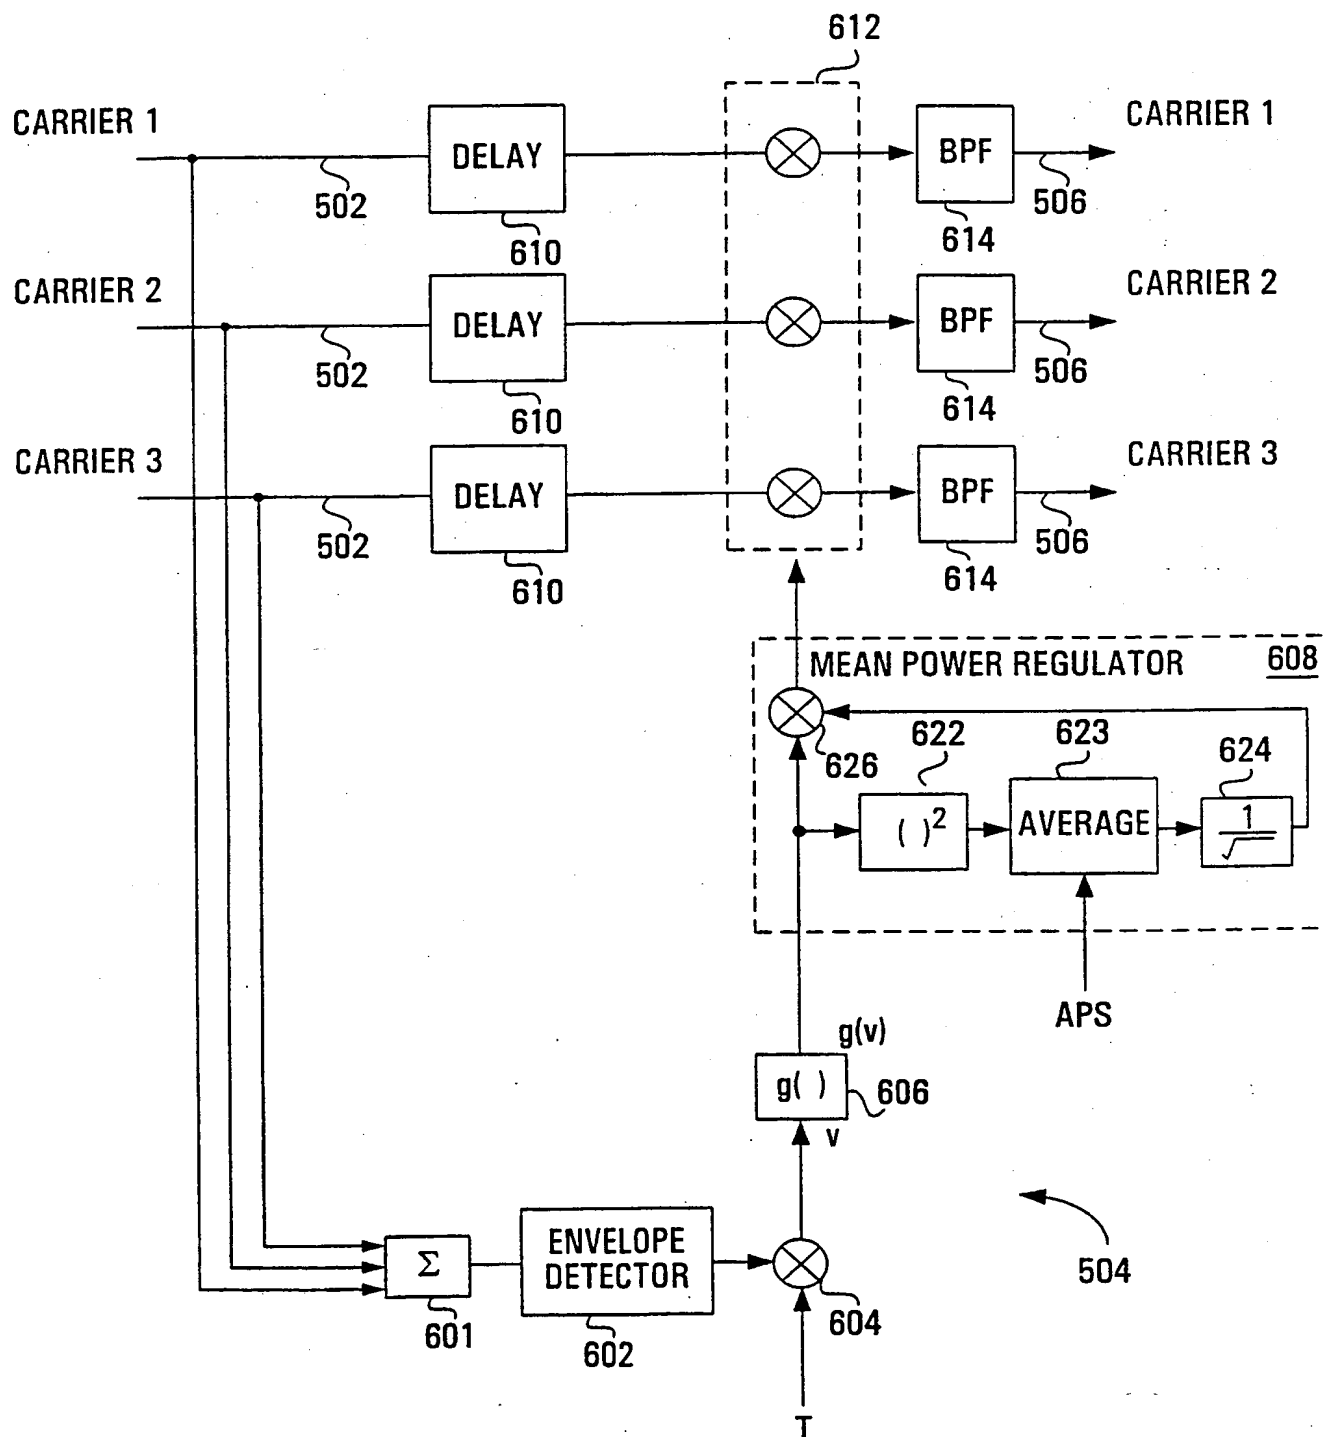 612
CARRIER 1
DELAY
BPF
CARRIER 1
502
610
614
506
CARRIER 2
DELAY
BPF
CARRIER 2
502
610
614
506
CARRIER 3
DELAY
BPF
CARRIER 3
502
610
614
506
MEAN POWER REGULATOR 608
626
622
623
624
( )²
AVERAGE
1
√
APS
g(v)
g( )
606
v
ENVELOPE
DETECTOR
Σ
601
602
604
504
T